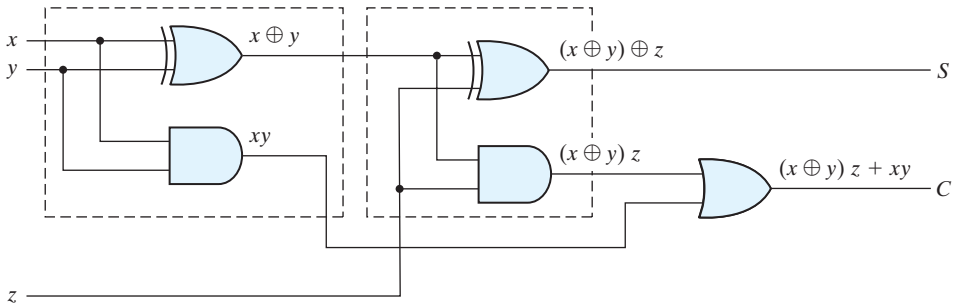 x
y
x ⊕ y
xy
(x ⊕ y) ⊕ z
S
(x ⊕ y) z
(x ⊕ y) z + xy
C
z